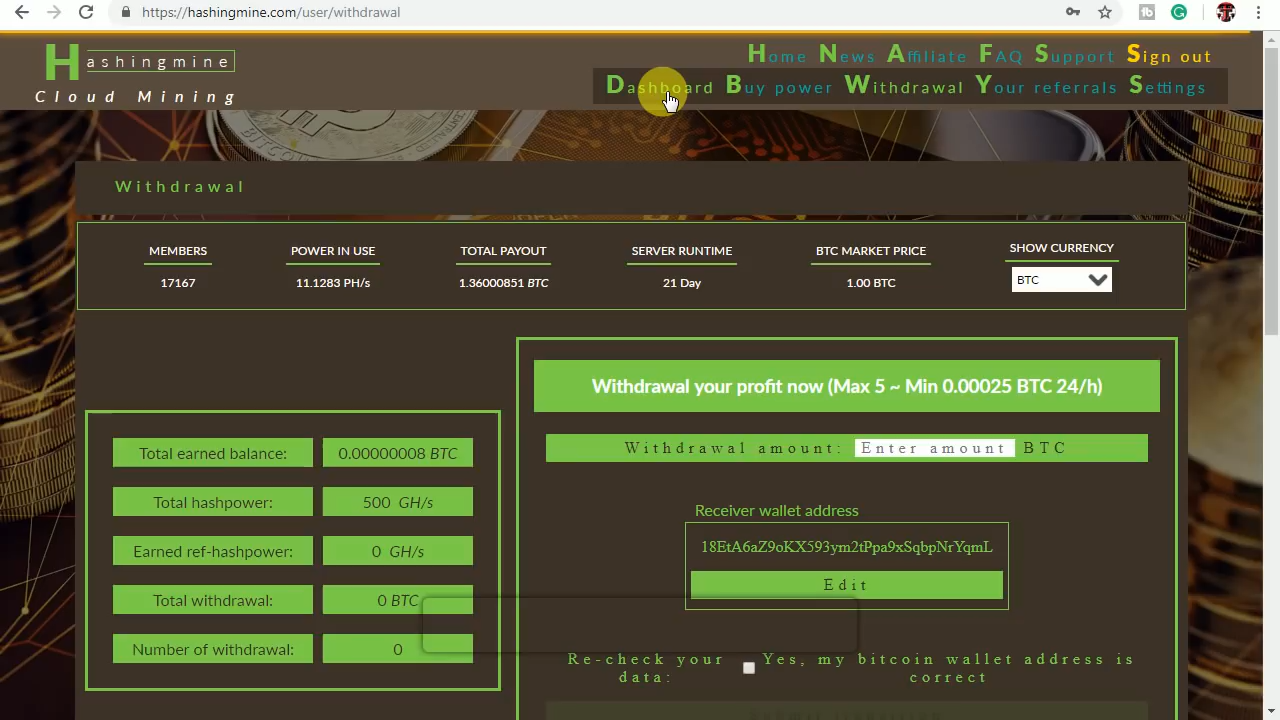 https://hashingmine.com/user/withdrawal
Hashingmine
Cloud Mining
Home News Affiliate FAQ Support Sign out
Dashboard Buy power Withdrawal Your referrals Settings
Withdrawal
MEMBERS POWER IN USE TOTAL PAYOUT SERVER RUNTIME BTC MARKET PRICE SHOW CURRENCY
17167 11.1283 PH/s 1.36000851 BTC 21 Day 1.00 BTC BTC
Withdrawal your profit now (Max 5 ~ Min 0.00025 BTC 24/h)
Withdrawal amount: Enter amount BTC
Total earned balance: 0.00000008 BTC
Total hashpower: 500 GH/s
Earned ref-hashpower: 0 GH/s
Total withdrawal: 0 BTC
Number of withdrawal: 0
Receiver wallet address
18EtA6aZ9oKX593ym2tPpa9xSqbpNrYqmL
Edit
Re-check your
data:
Yes, my bitcoin wallet address is
correct